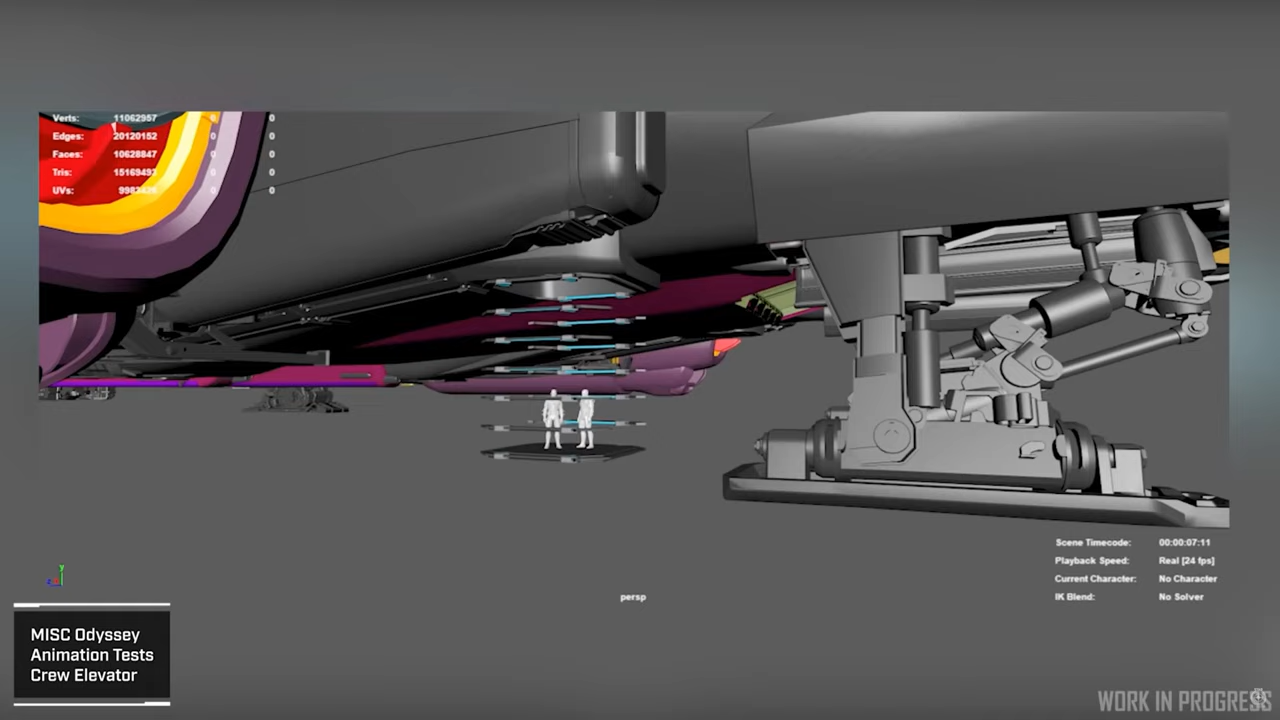 Verts: 11062957 0 0
Edges: 20120152 0 0
Faces: 10628847 0 0
Tris: 15169493 0 0
UVs: 0 0
Scene Timecode: 00:00:07:11
Playback Speed: Real [24 fps]
Current Character: No Character
IK Blend: No Solver
persp
y
z
MISC Odyssey
Animation Tests
Crew Elevator
WORK IN PROGRESS